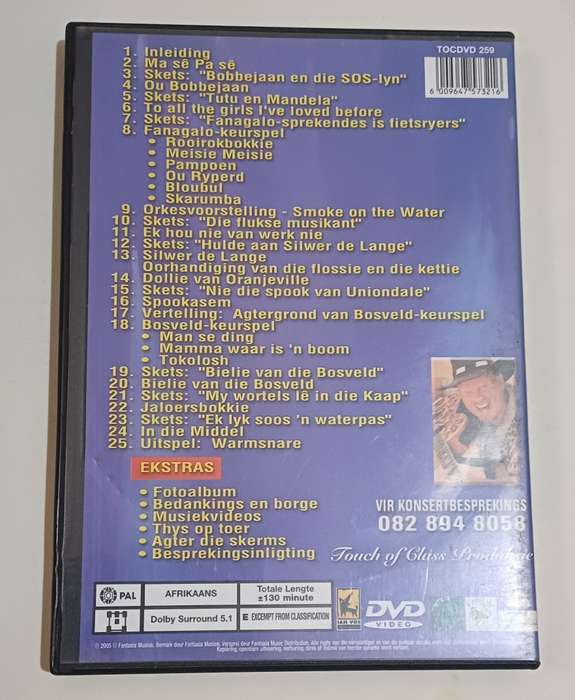 TOCDVD 259
6 009647 573216
1. Inleiding
2. Ma sê Pa sê
3. Skets: "Bobbejaan en die SOS-lyn"
4. Ou Bobbejaan
5. Skets: "Tutu en Mandela"
6. To all the girls I've loved before
7. Skets: "Fanagalo-sprekendes is fietsryers"
8. Fanagalo-keurspel
• Rooirokbokkie
• Meisie Meisie
• Pampoen
• Ou Ryperd
• Bloubul
• Skarumba
9. Orkesvoorstelling - Smoke on the Water
10. Skets: "Die flukse musikant"
11. Ek hou nie van werk nie
12. Skets: "Hulde aan Silwer de Lange"
13. Silwer de Lange
Oorhandiging van die flossie en die kettie
14. Dollie van Oranjeville
15. Skets: "Nie die spook van Uniondale"
16. Spookasem
17. Vertelling: Agtergrond van Bosveld-keurspel
18. Bosveld-keurspel
• Man se ding
• Mamma waar is 'n boom
• Tokolosh
19. Skets: "Bielie van die Bosveld"
20. Bielie van die Bosveld
21. Skets: "My wortels lê in die Kaap"
22. Jaloersbokkie
23. Skets: "Ek lyk soos 'n waterpas"
24. In die Middel
25. Uitspel: Warmsnare
EKSTRAS
• Fotoalbum
• Bedankings en borge
• Musiekvideos
• Thys op toer
• Agter die skerms
• Besprekingsinligting
VIR KONSERTBESPREKINGS
082 894 8058
Touch of Class
PAL
AFRIKAANS
Totale Lengte
±130 minute
Dolby Surround 5.1
E EXEMPT FROM CLASSIFICATION
DVD
VIDEO